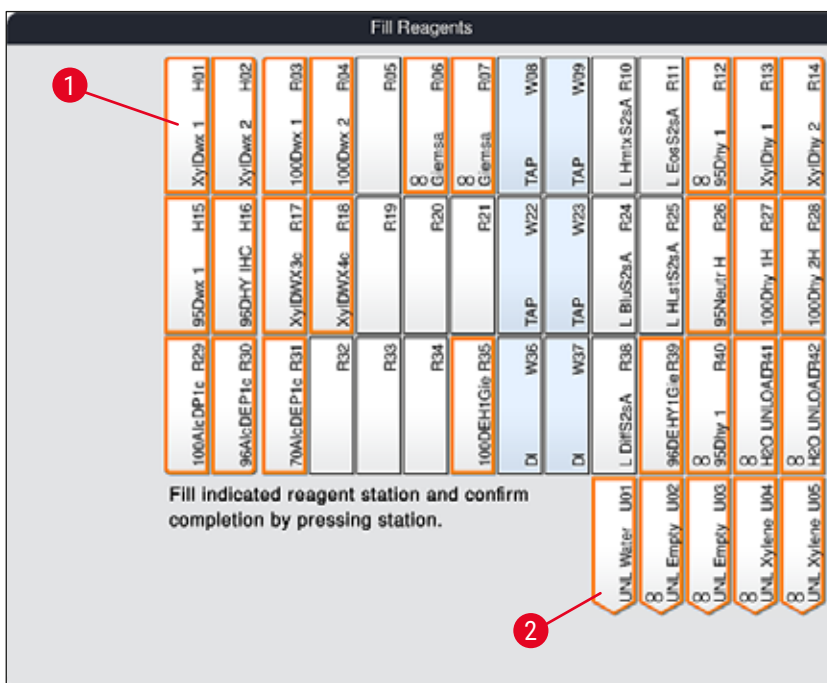 Fill Reagents
1
XylDwx 1 H01
XylDwx 2 H02
100Dwx 1 R03
100Dwx 2 R04
R05
∞ Giemsa R06
∞ Giemsa R07
TAP W08
TAP W09
L HmtxS2sA R10
L EosS2sA R11
∞ 95Dhy 1 R12
XylDhy 1 R13
XylDhy 2 R14
95Dwx 1 H15
96DHY IHC H16
XylDWX3c R17
XylDWX4c R18
R19
R20
R21
TAP W22
TAP W23
L BluS2sA R24
L HLstS2sA R25
95Neutr H R26
100Dhy 1H R27
100Dhy 2H R28
100AlcDP1c R29
96AlcDEP1c R30
70AlcDEP1c R31
R32
R33
R34
100DEH1Gie R35
DI W36
DI W37
L DiffS2sA R38
96DEHY1Gie R39
∞ 95Dhy 1 R40
∞ H2O UNLOADR41
∞ H2O UNLOADR42
Fill indicated reagent station and confirm
completion by pressing station.
UNL Water U01
∞ UNL Empty U02
∞ UNL Empty U03
∞ UNL Xylene U04
∞ UNL Xylene U05
2